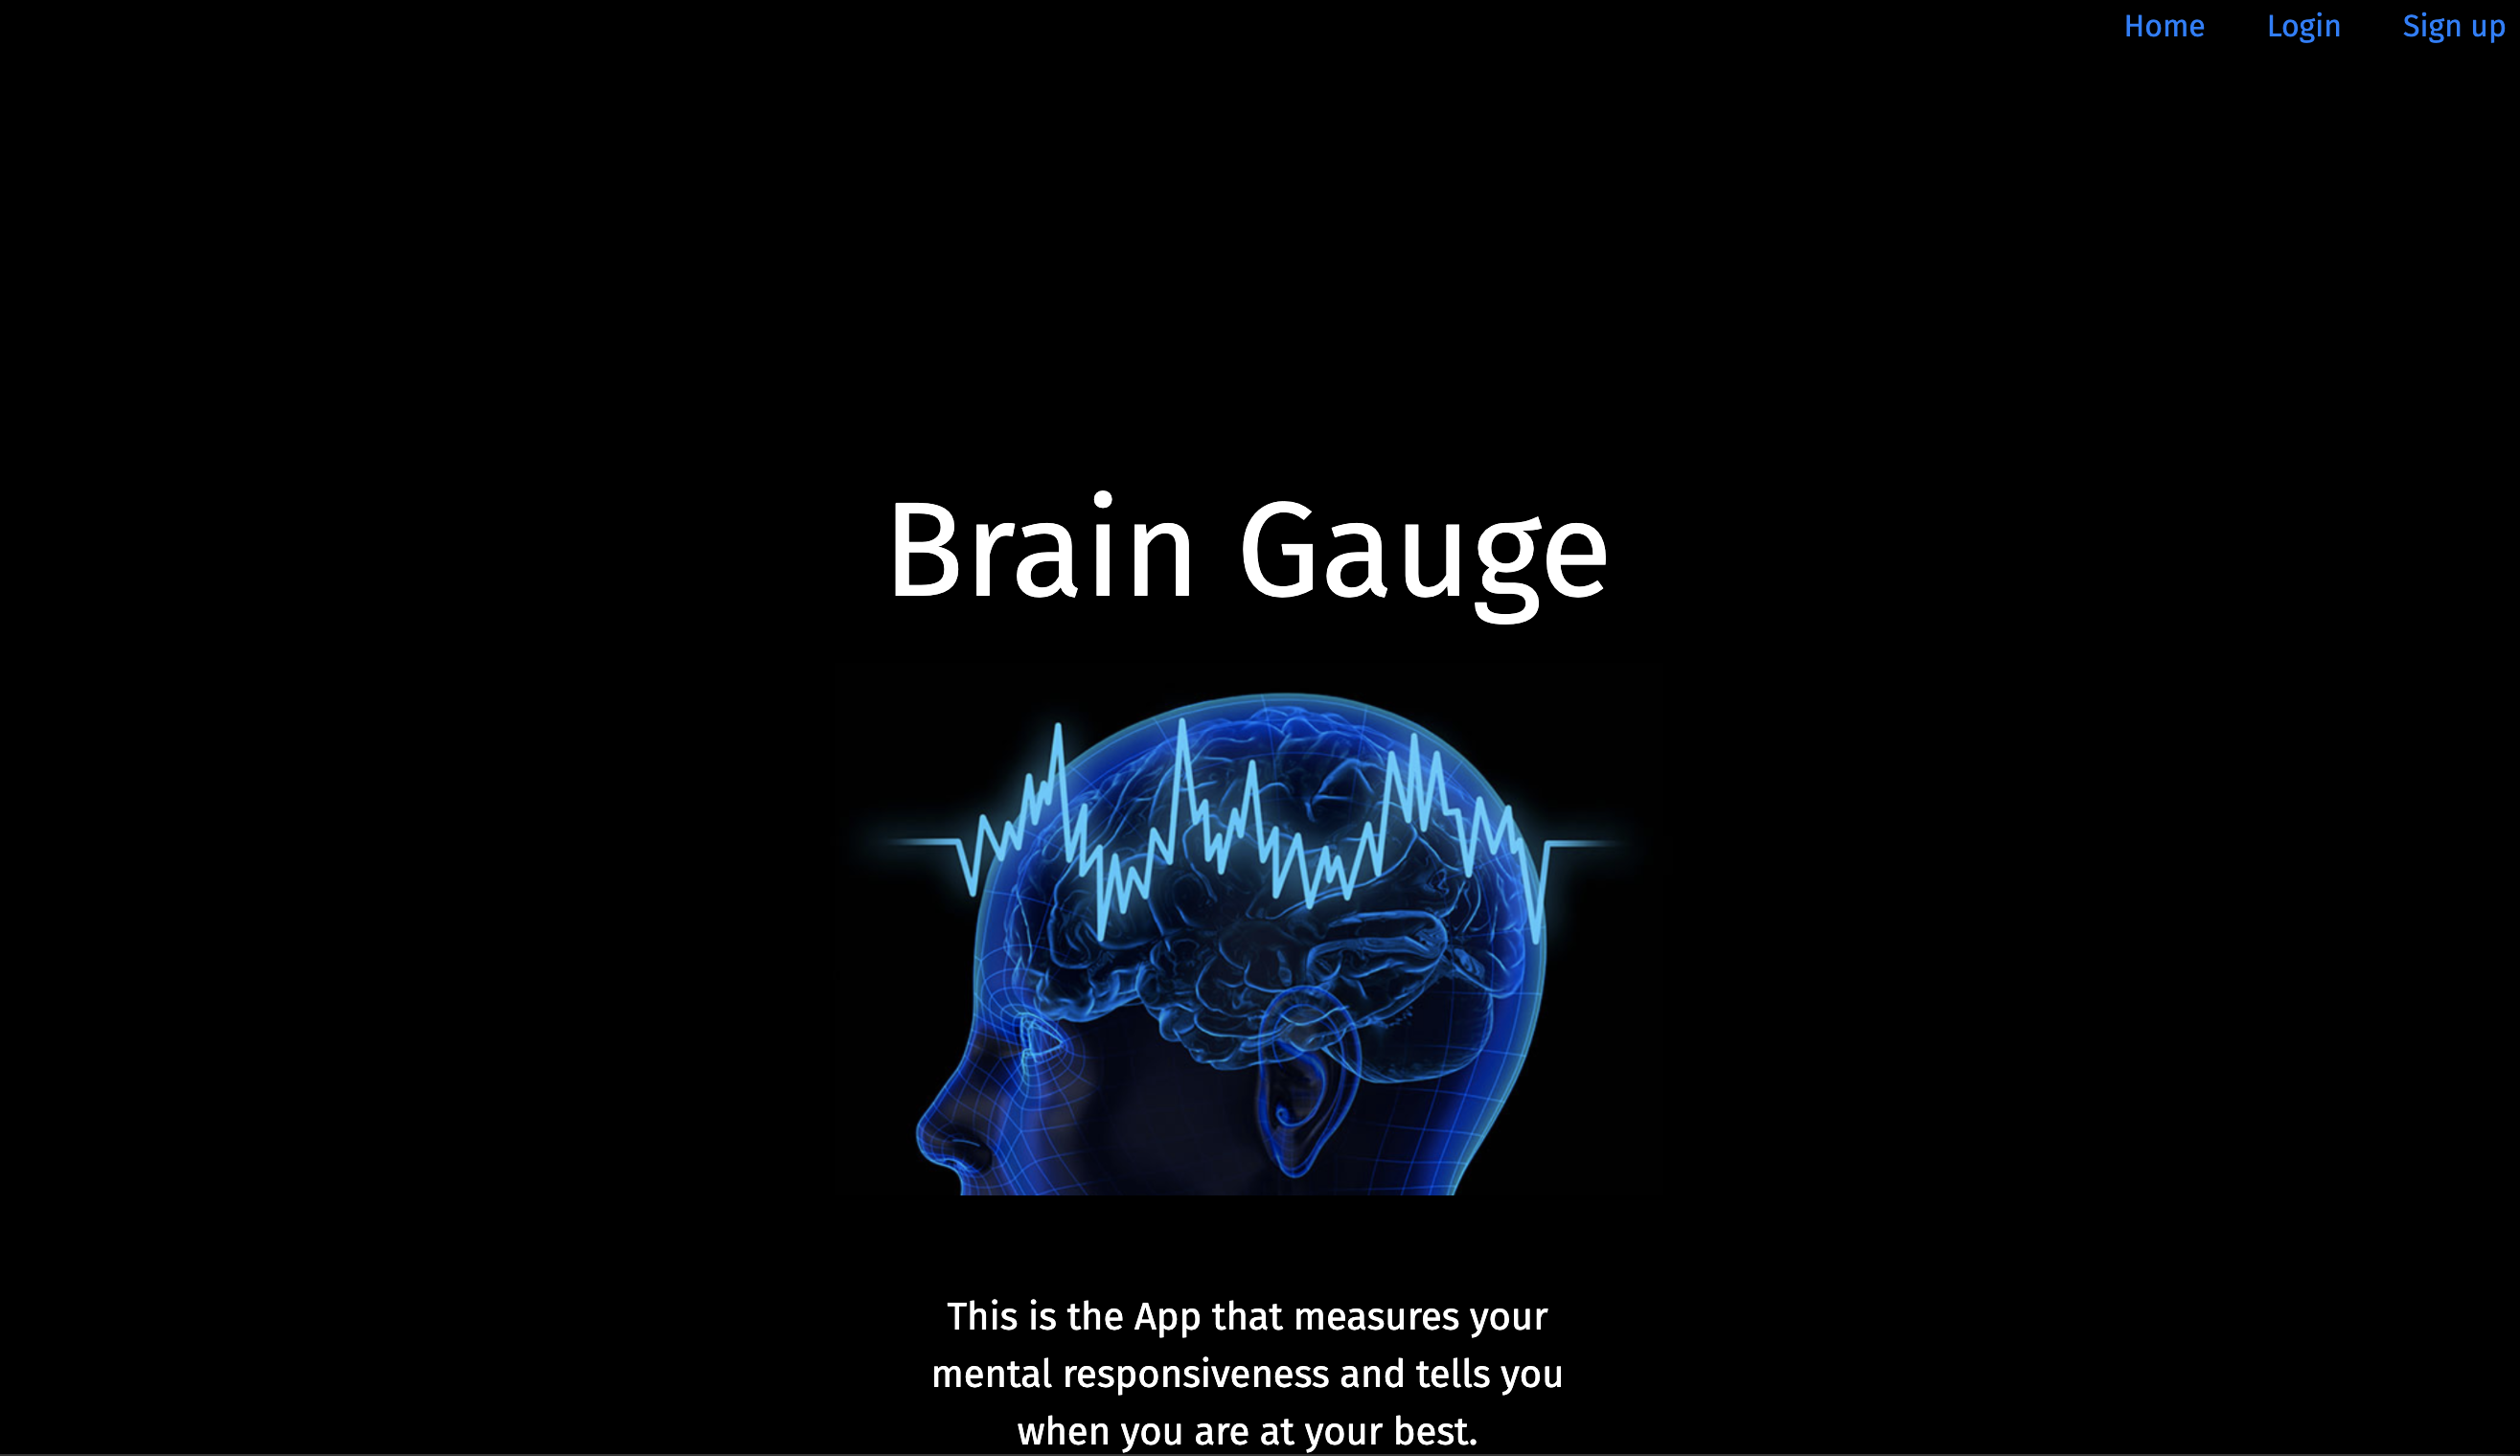 Home Login Sign up
Brain Gauge
This is the App that measures your
mental responsiveness and tells you
when you are at your best.